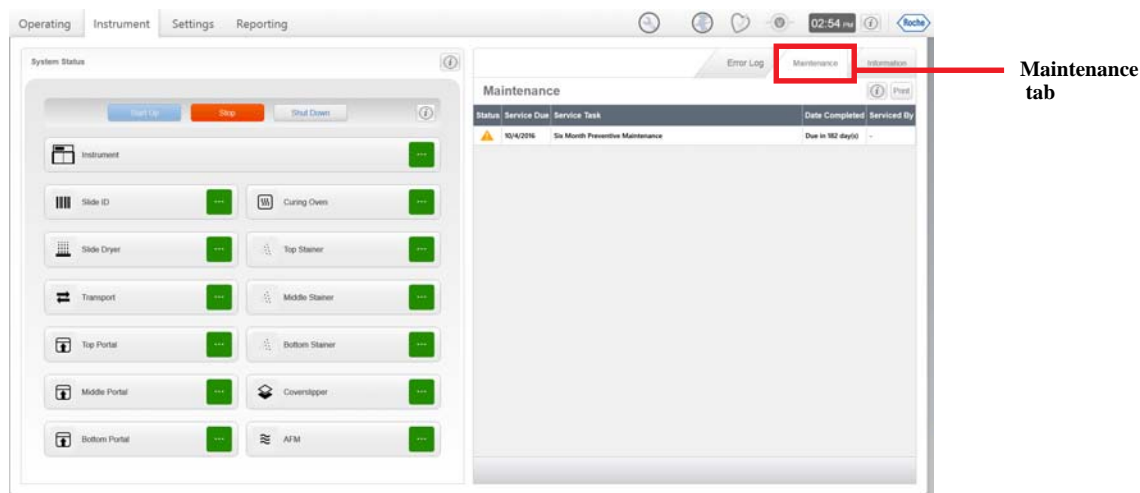 Operating Instrument Settings Reporting 02:54 PM Roche
System Status
Error Log Maintenance Information
Maintenance tab
Start Up Stop Shut Down
Maintenance Print
Status Service Due Service Task Date Completed Serviced By
10/4/2016 Six Month Preventive Maintenance Due in 182 day(s) -
Instrument
Slide ID Curing Oven
Slide Dryer Top Stainer
Transport Middle Stainer
Top Portal Bottom Stainer
Middle Portal Coverslipper
Bottom Portal AFM